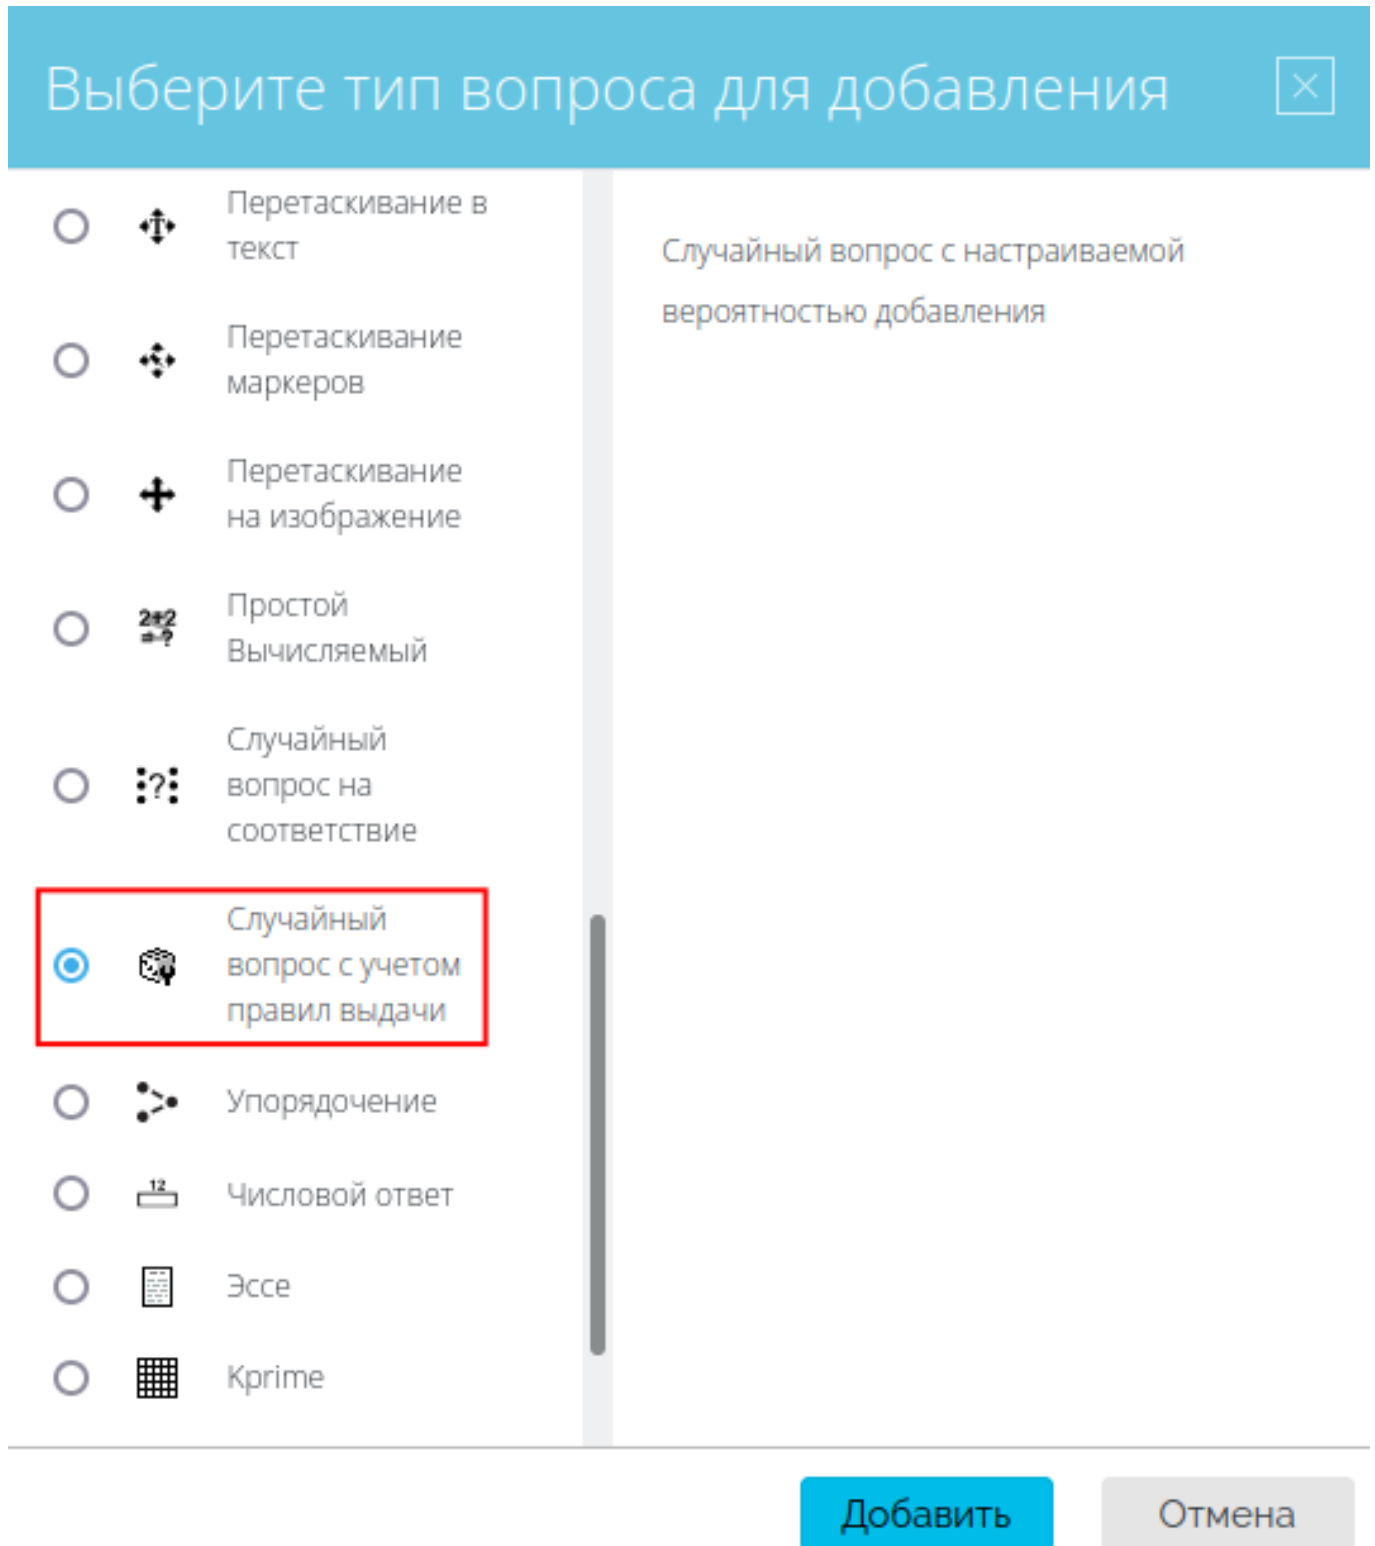 Выберите тип вопроса для добавления
Перетаскивание в
текст
Перетаскивание
маркеров
Перетаскивание
на изображение
2+2
=?
Простой
Вычисляемый
?
Случайный
вопрос на
соответствие
Случайный
вопрос с учетом
правил выдачи
Упорядочение
12
Числовой ответ
Эссе
Kprime
Случайный вопрос с настраиваемой
вероятностью добавления
Добавить
Отмена